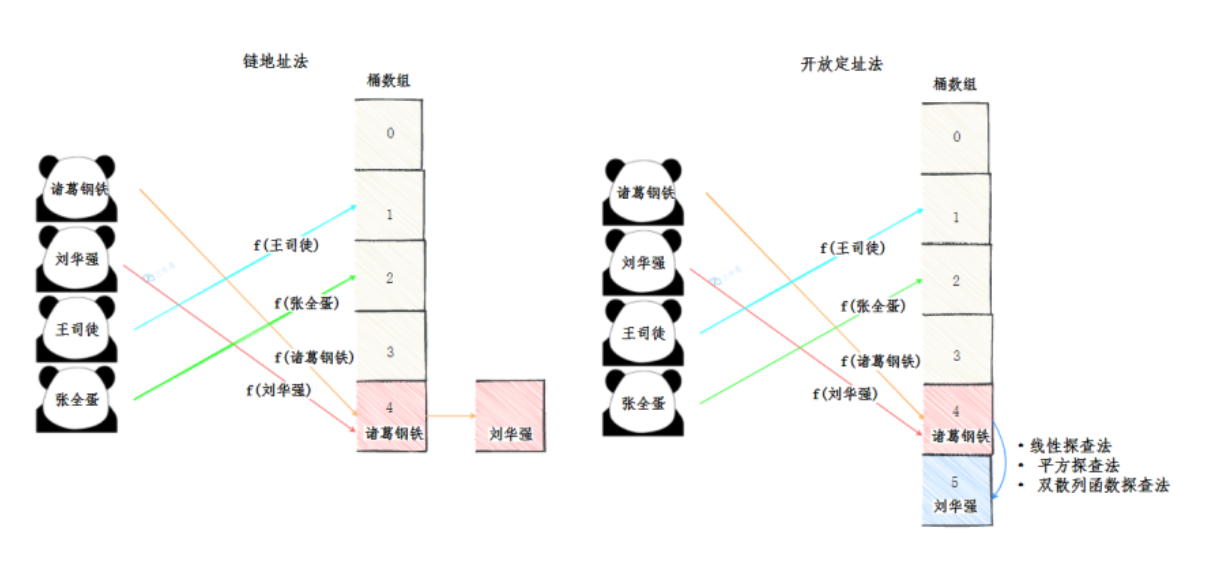 链地址法
桶数组
0
诸葛钢铁
1
f(王司徒)
刘华强
2
f(张全蛋)
王司徒
3
f(诸葛钢铁)
f(刘华强)
张全蛋
4
诸葛钢铁
刘华强
开放定址法
桶数组
0
诸葛钢铁
1
f(王司徒)
刘华强
2
f(张全蛋)
王司徒
3
f(诸葛钢铁)
f(刘华强)
张全蛋
4
诸葛钢铁
• 线性探查法
• 平方探查法
• 双散列函数探查法
5
刘华强